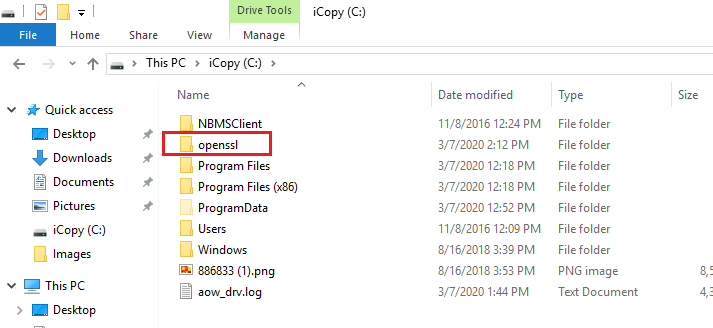 Drive Tools iCopy (C:)
File Home Share View Manage
This PC iCopy (C:)
Name Date modified Type Size
Quick access
Desktop
Downloads
Documents
Pictures
iCopy (C:)
Images
This PC
Desktop
NBMSClient 11/8/2016 12:24 PM File folder
openssl 3/7/2020 2:12 PM File folder
Program Files 3/7/2020 12:18 PM File folder
Program Files (x86) 3/7/2020 12:18 PM File folder
ProgramData 3/7/2020 12:52 PM File folder
Users 11/8/2016 12:09 PM File folder
Windows 8/16/2018 3:39 PM File folder
886833 (1).png 8/16/2018 3:53 PM PNG image 8,5
aow_drv.log 3/7/2020 1:44 PM Text Document 4,3